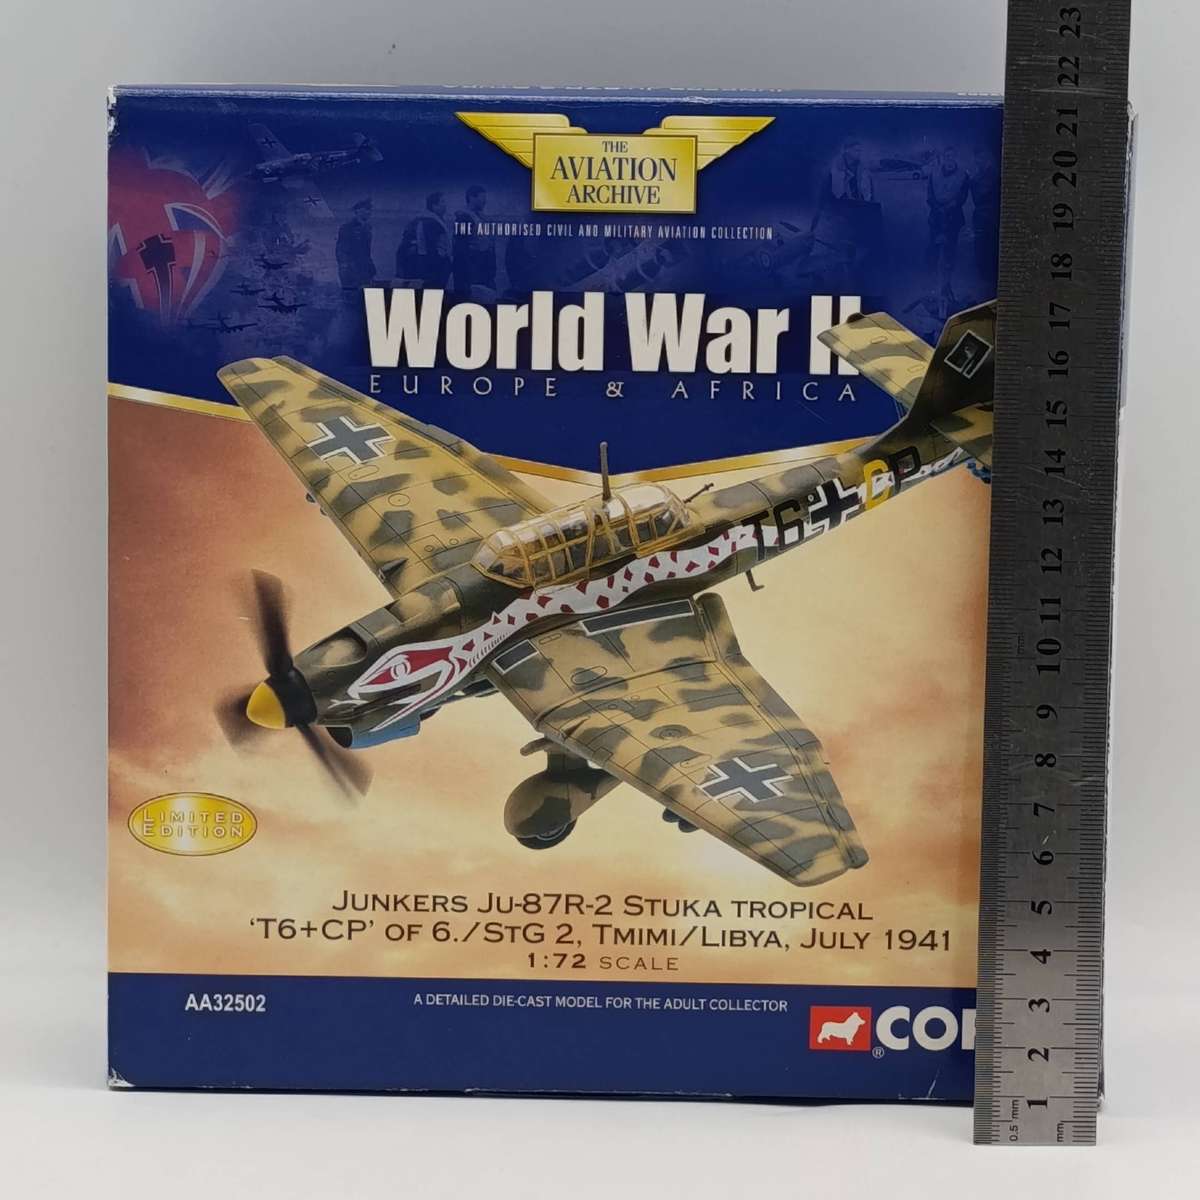 THE
AVIATION
ARCHIVE
THE AUTHORISED CIVIL AND MILITARY AVIATION COLLECTION
World War II
EUROPE & AFRICA
T6 CP
LIMITED
EDITION
JUNKERS JU-87R-2 STUKA TROPICAL
'T6+CP' OF 6./STG 2, TMIMI/LIBYA, JULY 1941
1:72 SCALE
AA32502
A DETAILED DIE-CAST MODEL FOR THE ADULT COLLECTOR
®
CO
23
22
21
20
19
18
17
16
15
14
13
12
11
10
mm
9
8
7
6
5
4
3
2
1
0.5 mm
mm